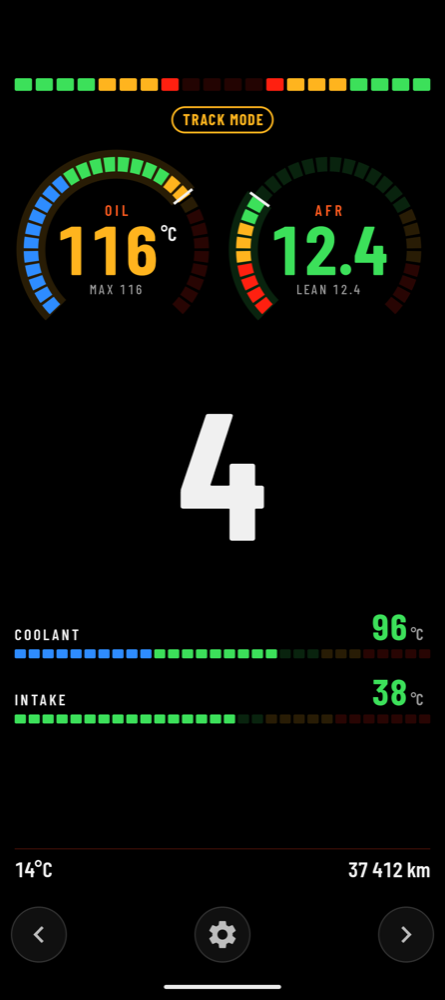 TRACK MODE
OIL
116 °C
MAX 116
AFR
12.4
LEAN 12.4
4
COOLANT 96 °C
INTAKE 38 °C
14°C 37 412 km